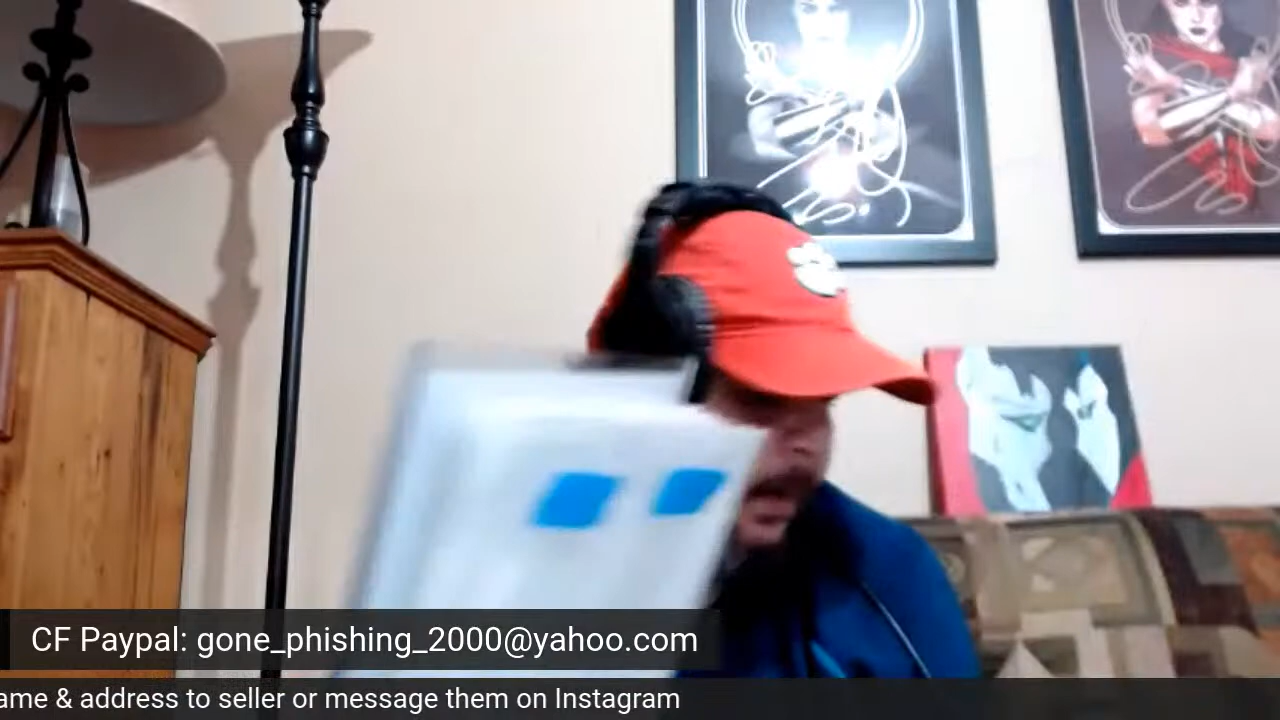 CF Paypal: gone_phishing_2000@yahoo.com
ame & address to seller or message them on Instagram